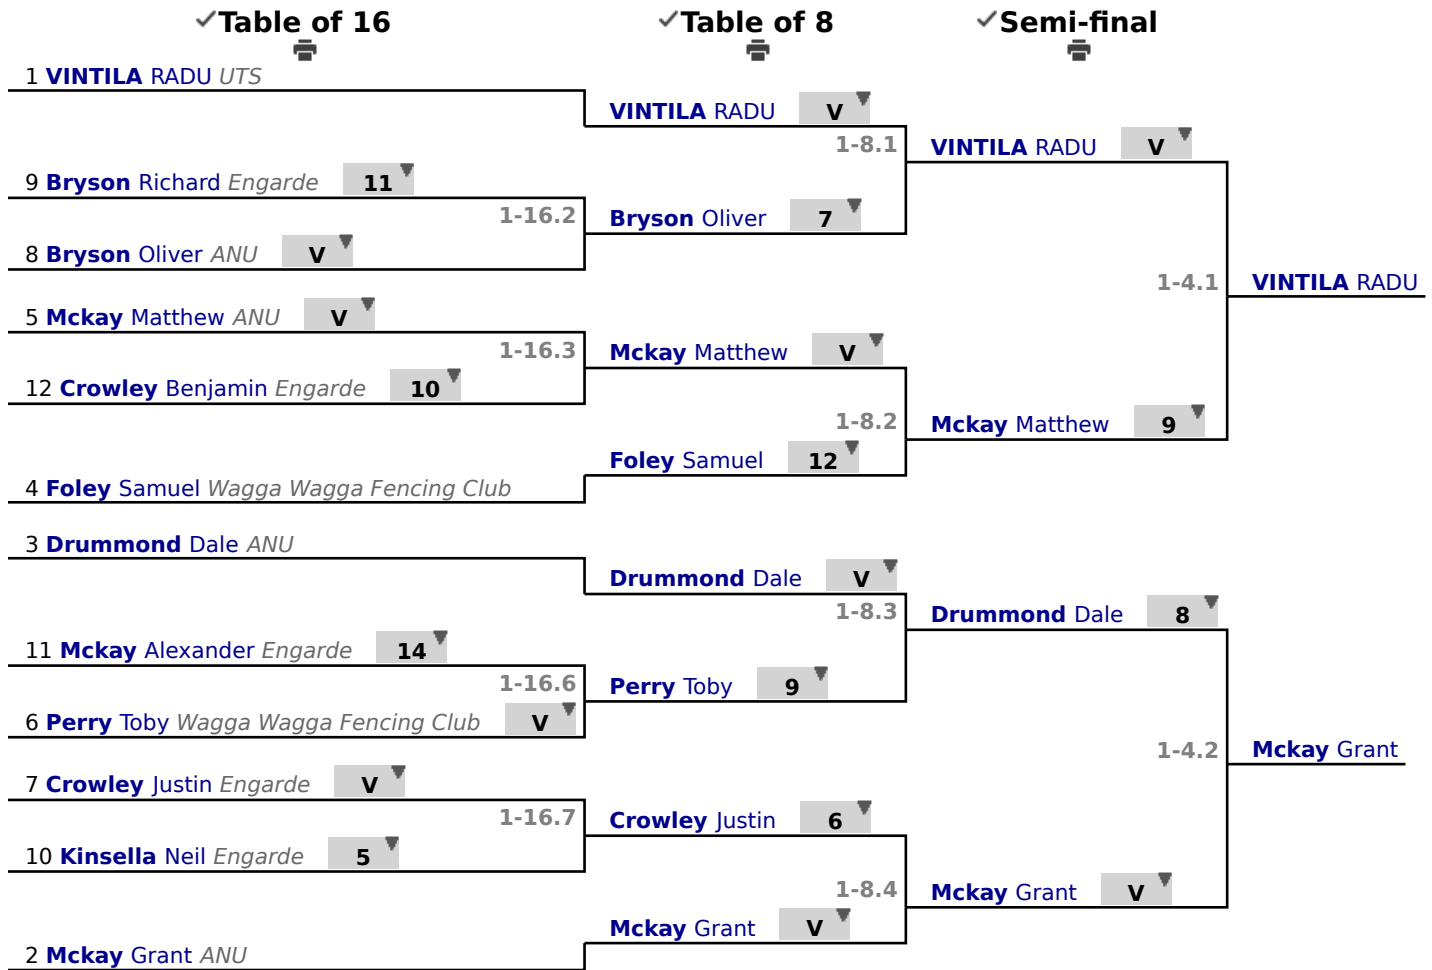 Table of 16
Table of 8
Semi-final
1 VINTILA RADU UTS
9 Bryson Richard Engarde 11
1-16.2
8 Bryson Oliver ANU V
5 Mckay Matthew ANU V
1-16.3
12 Crowley Benjamin Engarde 10
4 Foley Samuel Wagga Wagga Fencing Club
3 Drummond Dale ANU
11 Mckay Alexander Engarde 14
1-16.6
6 Perry Toby Wagga Wagga Fencing Club V
7 Crowley Justin Engarde V
1-16.7
10 Kinsella Neil Engarde 5
2 Mckay Grant ANU
VINTILA RADU V
1-8.1
Bryson Oliver 7
Mckay Matthew V
1-8.2
Foley Samuel 12
Drummond Dale V
1-8.3
Perry Toby 9
Crowley Justin 6
1-8.4
Mckay Grant V
VINTILA RADU V
1-4.1
Mckay Matthew 9
Drummond Dale 8
1-4.2
Mckay Grant V
VINTILA RADU
Mckay Grant